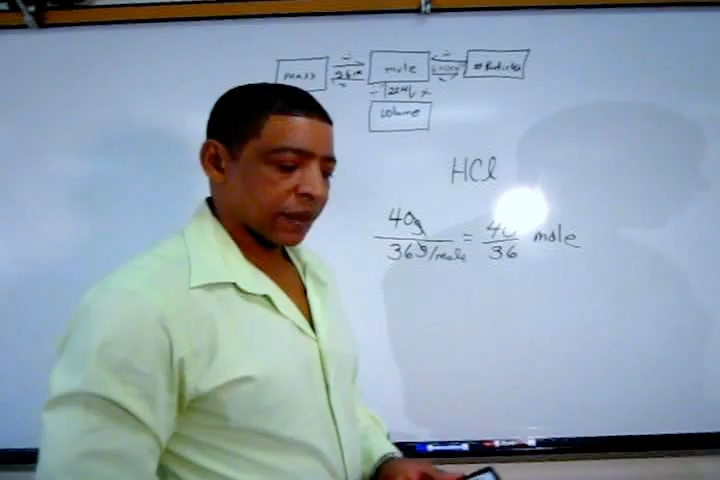 mass mole # Particles
volume
HCl
40g / 36g/mole = 40/36 mole